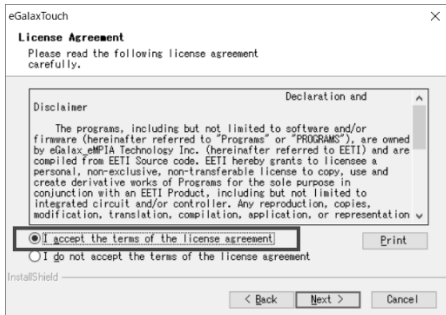 eGalaxTouch
License Agreement
Please read the following license agreement
carefully.
Declaration and
Disclaimer
The programs, including but not limited to software and/or
firmware (hereinafter referred to "Programs" or "PROGRAMS"), are owned
by eGalax_eMPIA Technology Inc. (hereinafter referred to EETI) and are
compiled from EETI Source code. EETI hereby grants to licensee a
personal, non-exclusive, non-transferable license to copy, use and
create derivative works of Programs for the sole purpose in
conjunction with an EETI Product, including but not limited to
integrated circuit and/or controller. Any reproduction, copies,
modification, translation, compilation, application, or representation
I accept the terms of the license agreement
Print
I do not accept the terms of the license agreement
InstallShield
< Back Next > Cancel